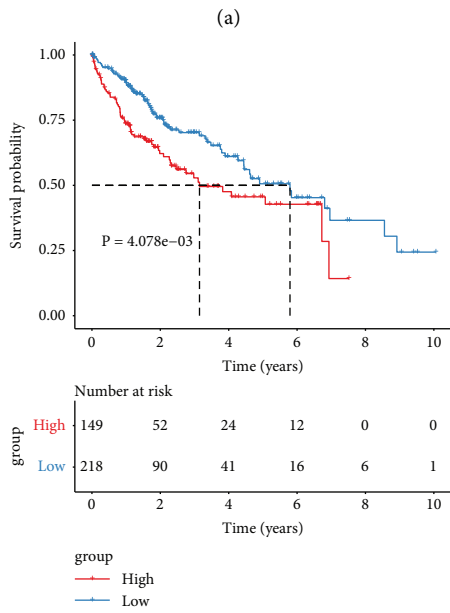 (a)
1.00
0.75
0.50
0.25
0.00
Survival probability
P = 4.078e−03
0 2 4 6 8 10
Time (years)
Number at risk
group
High 149 52 24 12 0 0
Low 218 90 41 16 6 1
0 2 4 6 8 10
Time (years)
group
High
Low